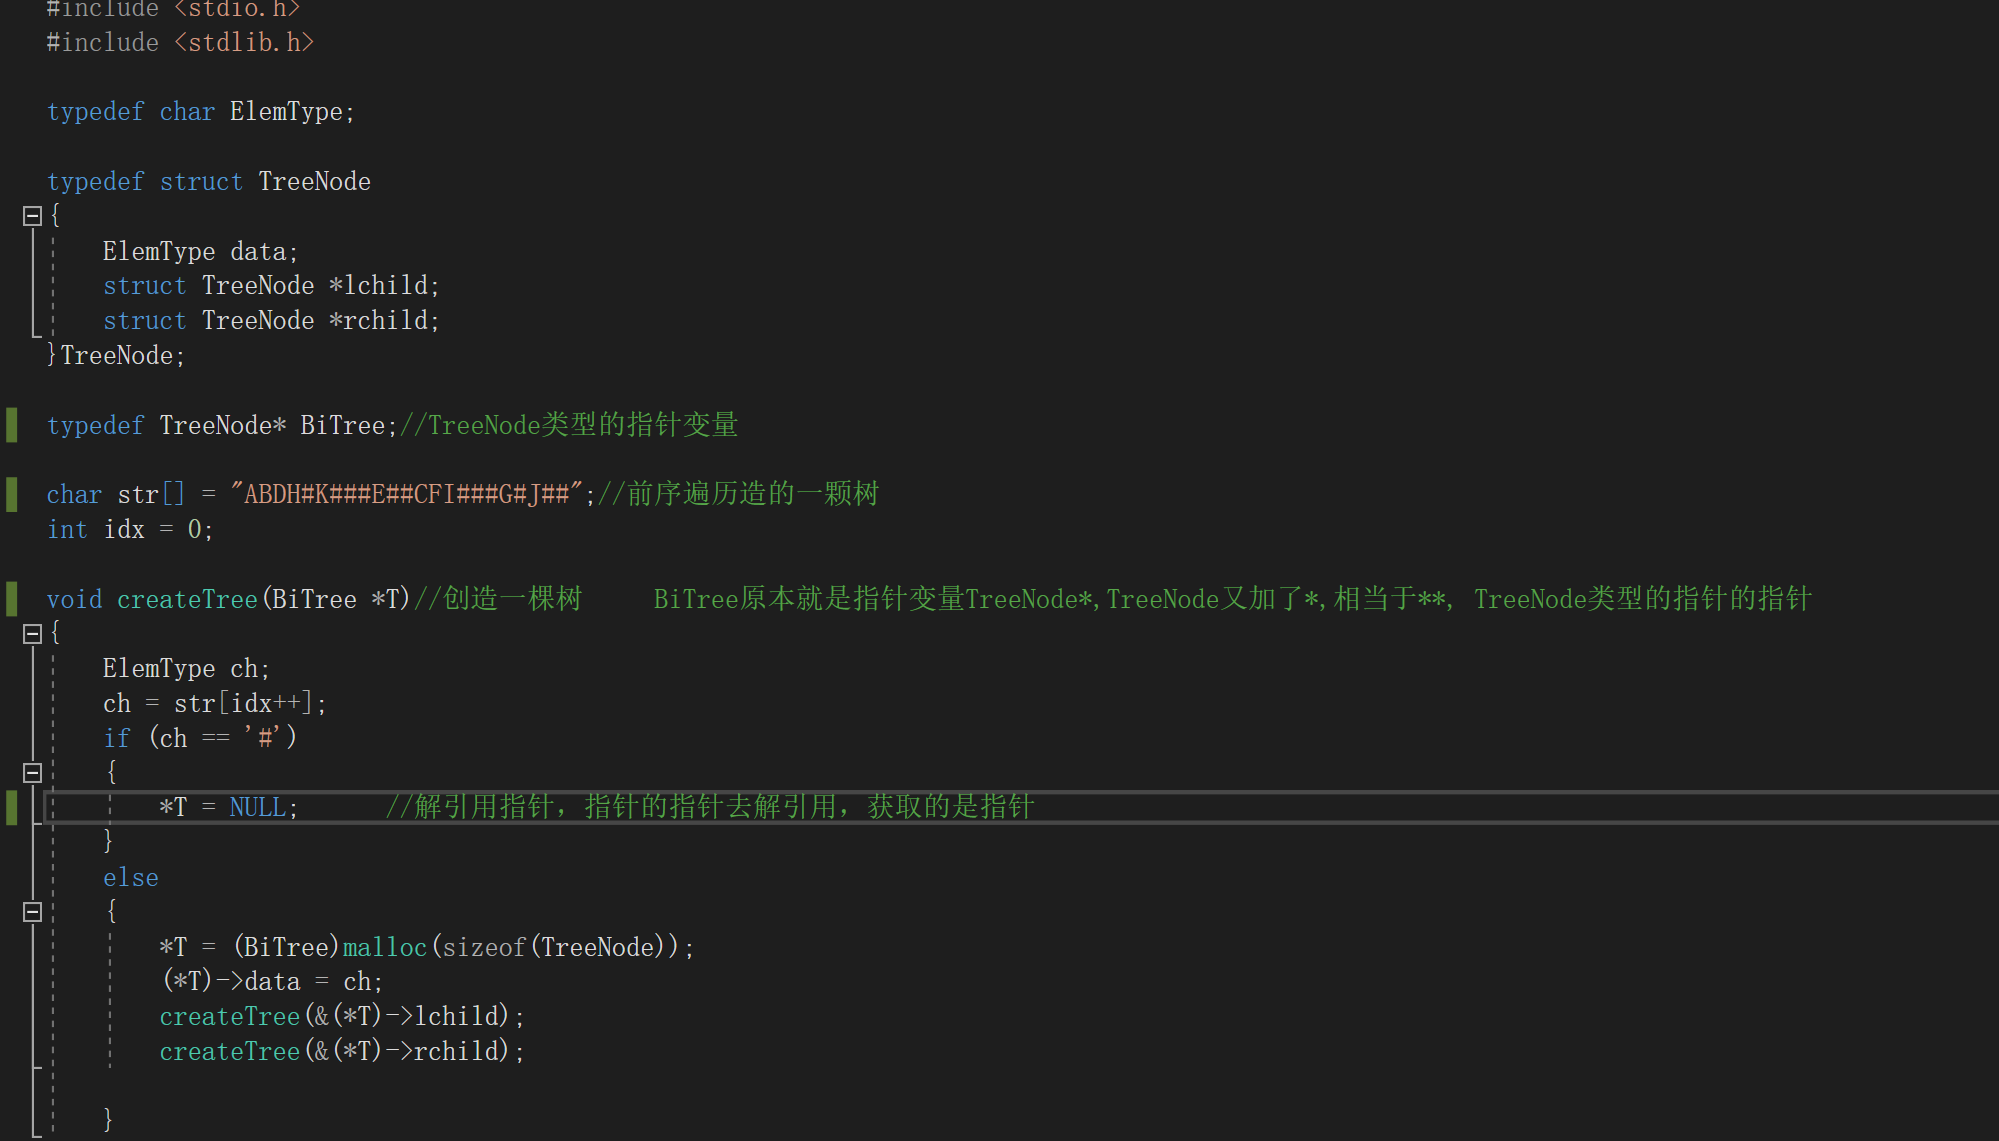 #include <stdio.h>
#include <stdlib.h>
typedef char ElemType;
typedef struct TreeNode
{
ElemType data;
struct TreeNode *lchild;
struct TreeNode *rchild;
}TreeNode;
typedef TreeNode* BiTree;//TreeNode类型的指针变量
char str[] = "ABDH#K###E##CFI###G#J##";//前序遍历造的一颗树
int idx = 0;
void createTree(BiTree *T)//创造一棵树 BiTree原本就是指针变量TreeNode*,TreeNode又加了*,相当于**, TreeNode类型的指针的指针
{
ElemType ch;
ch = str[idx++];
if (ch == '#')
{
*T = NULL; //解引用指针，指针的指针去解引用，获取的是指针
}
else
{
*T = (BiTree)malloc(sizeof(TreeNode));
(*T)->data = ch;
createTree(&(*T)->lchild);
createTree(&(*T)->rchild);
}